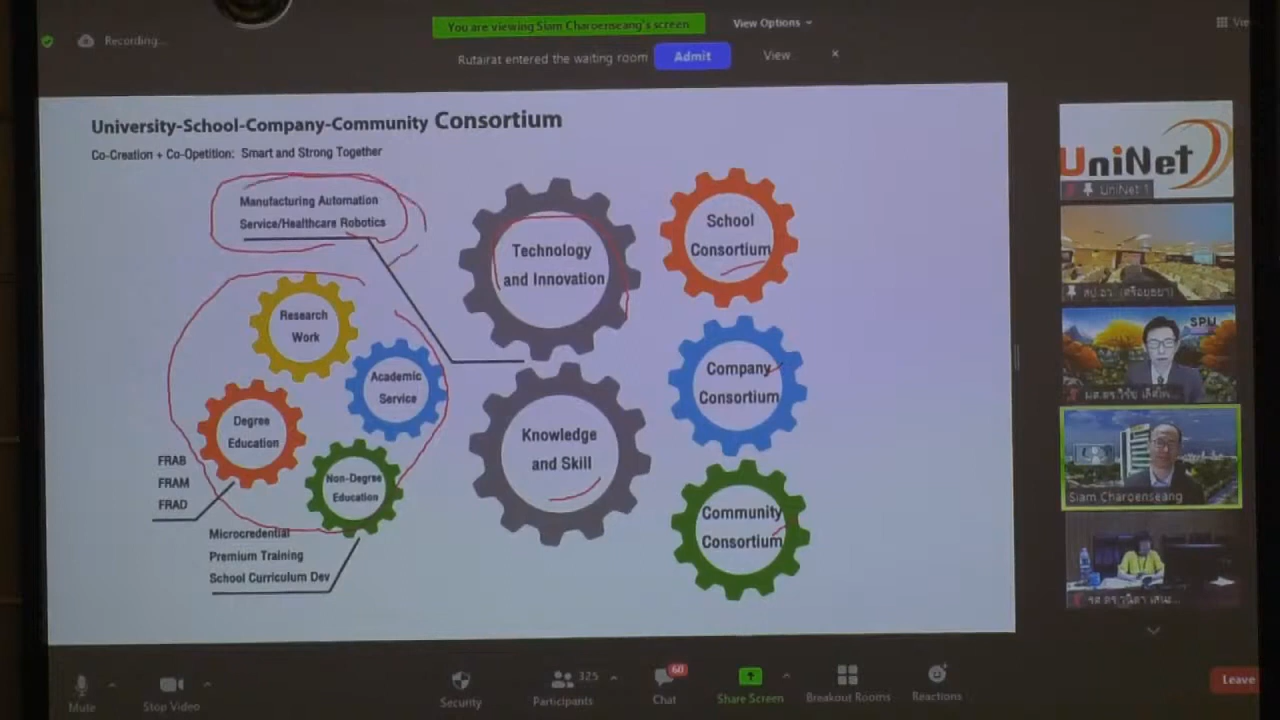 Recording...
You are viewing Siam Charoenseang's screen
View Options
Rutairat entered the waiting room
Admit
View
University-School-Company-Community Consortium
Co-Creation + Co-Opetition: Smart and Strong Together
Manufacturing Automation
Service/Healthcare Robotics
Research
Work
Academic
Service
Degree
Education
Non-Degree
Education
FRAB
FRAM
FRAD
Microcredential
Premium Training
School Curriculum Dev
Technology
and Innovation
Knowledge
and Skill
School
Consortium
Company
Consortium
Community
Consortium
UniNet
UniNet 1
SPU
Siam Charoenseang
Mute
Stop Video
Security
Participants
325
Chat
60
Share Screen
Breakout Rooms
Reactions
Leave